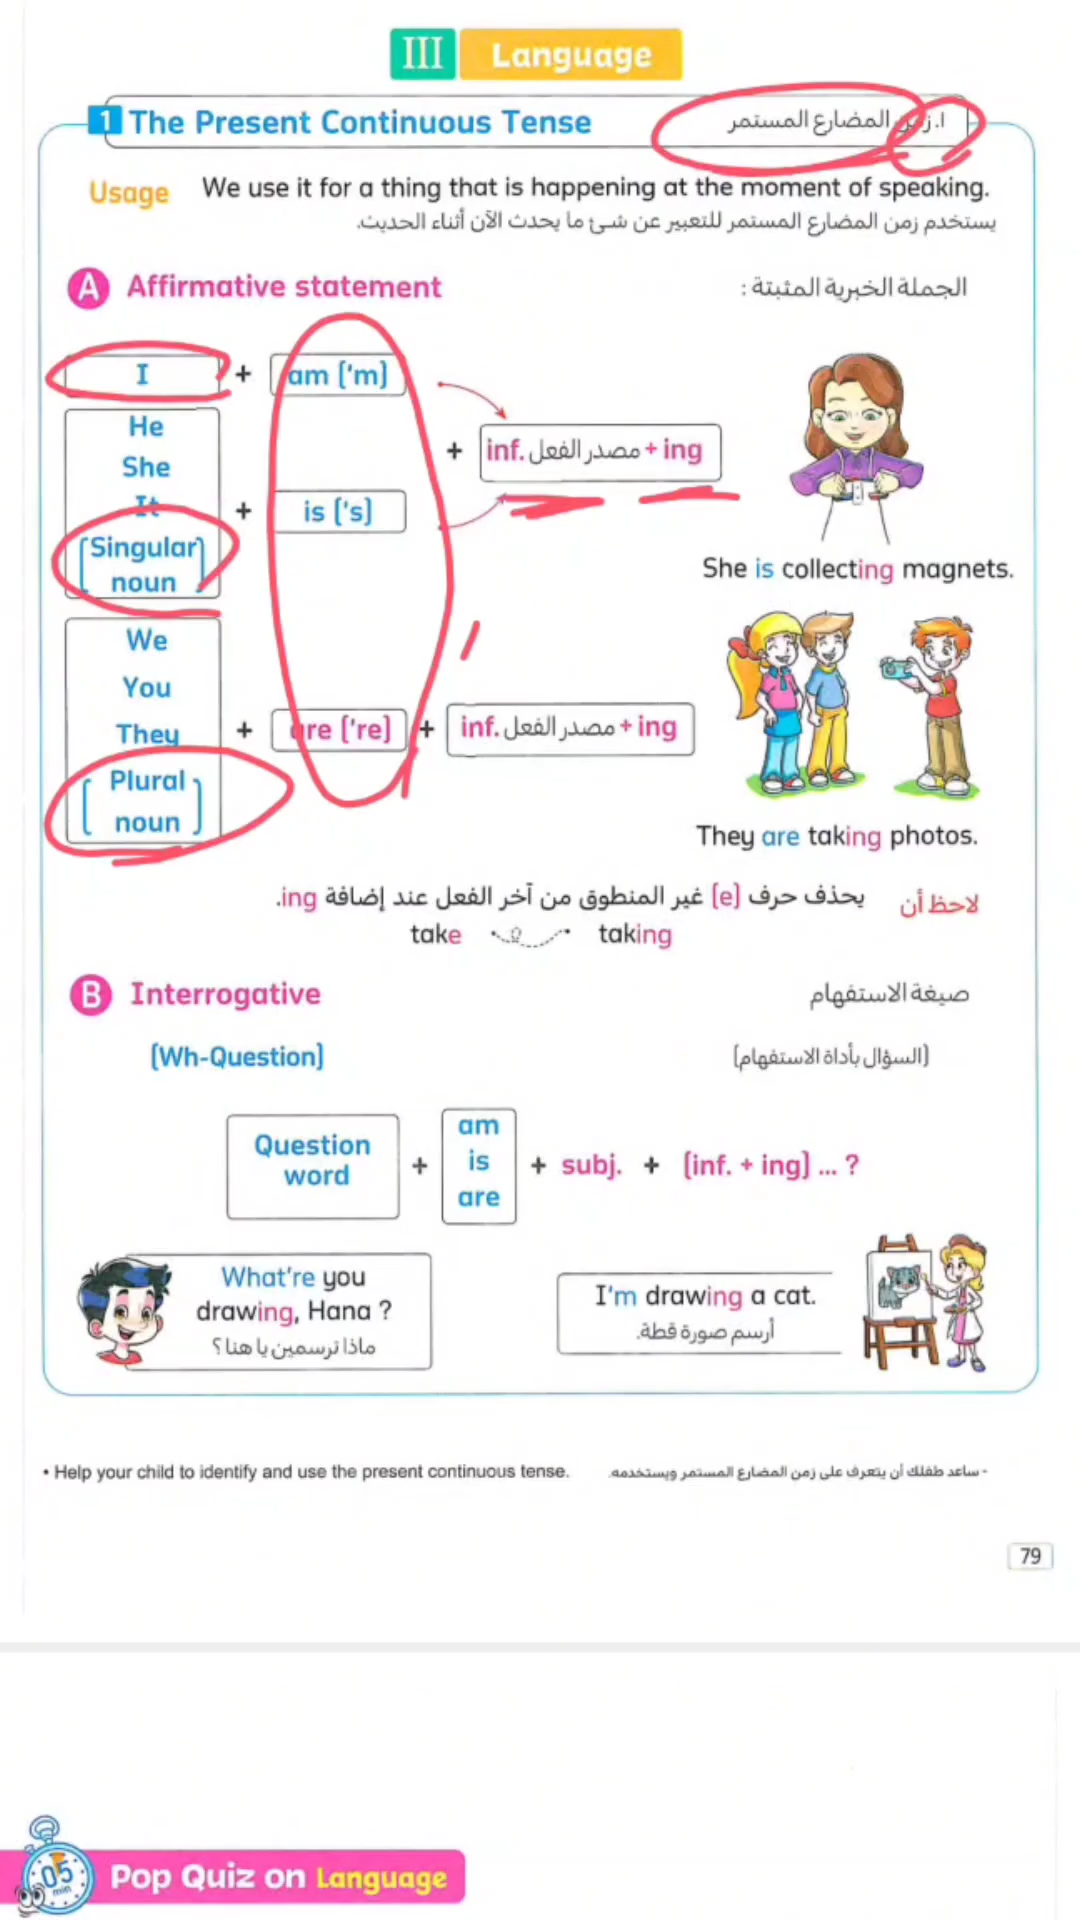 III Language
1 The Present Continuous Tense ١. زمن المضارع المستمر
Usage We use it for a thing that is happening at the moment of speaking.
يستخدم زمن المضارع المستمر للتعبير عن شئ ما يحدث الآن أثناء الحديث.
A Affirmative statement الجملة الخبرية المثبتة :
I + am ('m)
He
She
It + is ('s)
(Singular noun)
+ inf. مصدر الفعل + ing
She is collecting magnets.
We
You
They + are ('re) + inf. مصدر الفعل + ing
(Plural noun)
They are taking photos.
لاحظ أن يحذف حرف (e) غير المنطوق من آخر الفعل عند إضافة ing.
take taking
B Interrogative صيغة الاستفهام
(Wh-Question) (السؤال بأداة الاستفهام)
Question word + am is are + subj. + (inf. + ing) ... ?
What're you
drawing, Hana ?
ماذا ترسمين يا هنا ؟
I'm drawing a cat.
أرسم صورة قطة.
• Help your child to identify and use the present continuous tense. - ساعد طفلك أن يتعرف على زمن المضارع المستمر ويستخدمه.
79
05 min Pop Quiz on Language